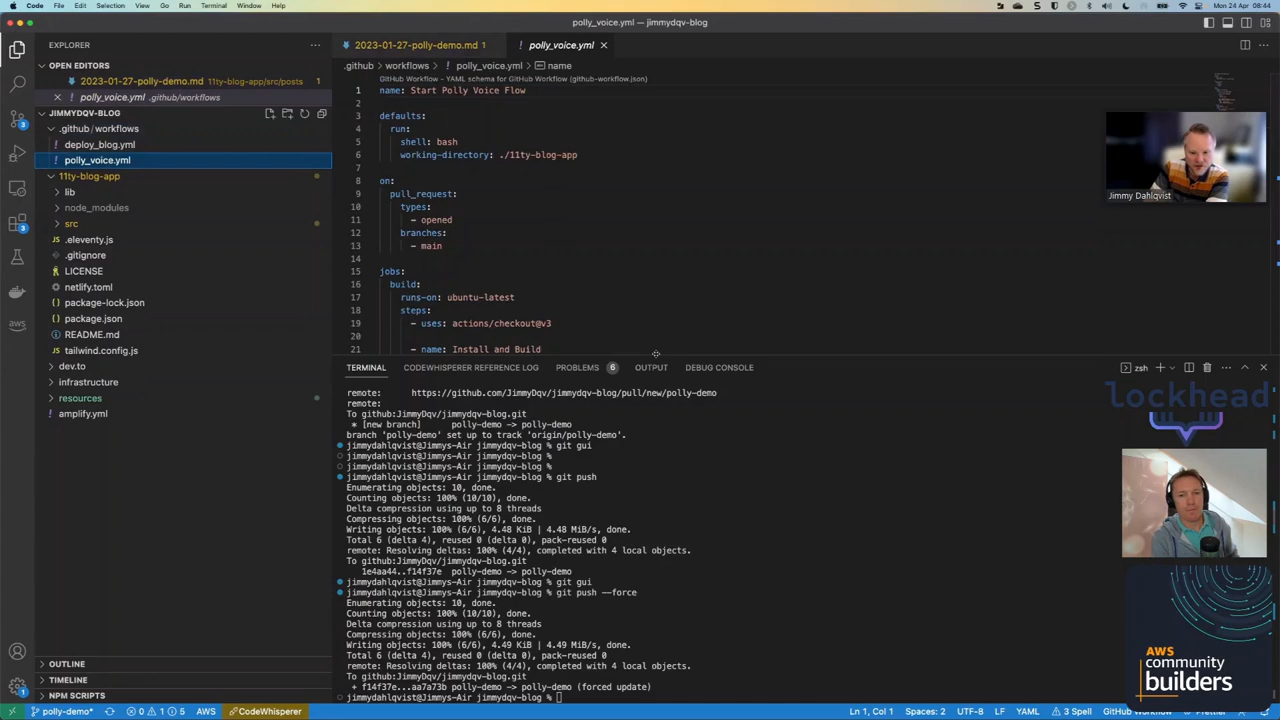 Code File Edit Selection View Go Run Terminal Window Help Mon 24 Apr 08:44
polly_voice.yml — jimmydqv-blog
EXPLORER
2023-01-27-polly-demo.md 1
polly_voice.yml
OPEN EDITORS
2023-01-27-polly-demo.md 11ty-blog-app/src/posts 1
polly_voice.yml .github/workflows
JIMMYDQV-BLOG
.github/workflows
deploy_blog.yml
polly_voice.yml
11ty-blog-app
lib
node_modules
src
.eleventy.js
.gitignore
LICENSE
netlify.toml
package-lock.json
package.json
README.md
tailwind.config.js
dev.to
infrastructure
resources
amplify.yml
OUTLINE
TIMELINE
NPM SCRIPTS
.github > workflows > polly_voice.yml > name
GitHub Workflow - YAML schema for GitHub Workflow (github-workflow.json)
1 name: Start Polly Voice Flow
2
3 defaults:
4 run:
5 shell: bash
6 working-directory: ./11ty-blog-app
7
8 on:
9 pull_request:
10 types:
11 - opened
12 branches:
13 - main
14
15 jobs:
16 build:
17 runs-on: ubuntu-latest
18 steps:
19 - uses: actions/checkout@v3
20
21 - name: Install and Build
TERMINAL CODEWHISPERER REFERENCE LOG PROBLEMS 6 OUTPUT DEBUG CONSOLE zsh
remote: https://github.com/JimmyDqv/jimmydqv-blog/pull/new/polly-demo
remote:
To github:JimmyDqv/jimmydqv-blog.git
* [new branch] polly-demo -> polly-demo
branch 'polly-demo' set up to track 'origin/polly-demo'.
jimmydahlqvist@Jimmys-Air jimmydqv-blog % git gui
jimmydahlqvist@Jimmys-Air jimmydqv-blog %
jimmydahlqvist@Jimmys-Air jimmydqv-blog %
jimmydahlqvist@Jimmys-Air jimmydqv-blog % git push
Enumerating objects: 10, done.
Counting objects: 100% (10/10), done.
Delta compression using up to 8 threads
Compressing objects: 100% (6/6), done.
Writing objects: 100% (6/6), 4.48 KiB | 4.48 MiB/s, done.
Total 6 (delta 4), reused 0 (delta 0), pack-reused 0
remote: Resolving deltas: 100% (4/4), completed with 4 local objects.
To github:JimmyDqv/jimmydqv-blog.git
1e4aa44..f14f37e polly-demo -> polly-demo
jimmydahlqvist@Jimmys-Air jimmydqv-blog % git gui
jimmydahlqvist@Jimmys-Air jimmydqv-blog % git push --force
Enumerating objects: 10, done.
Counting objects: 100% (10/10), done.
Delta compression using up to 8 threads
Compressing objects: 100% (6/6), done.
Writing objects: 100% (6/6), 4.49 KiB | 4.49 MiB/s, done.
Total 6 (delta 4), reused 0 (delta 0), pack-reused 0
remote: Resolving deltas: 100% (4/4), completed with 4 local objects.
To github:JimmyDqv/jimmydqv-blog.git
+ f14f37e...aa7a73b polly-demo -> polly-demo (forced update)
jimmydahlqvist@Jimmys-Air jimmydqv-blog %
Jimmy Dahlqvist
lockhead
AWS
community
builders
3
3
aws
1
polly-demo* 0 1 5 AWS CodeWhisperer Ln 1, Col 1 Spaces: 2 UTF-8 LF YAML 3 Spell GitHub Workflow Prettier